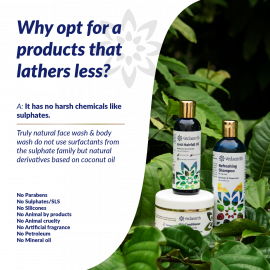 Why opt for a
products that
lathers less?
A: It has no harsh chemicals like
sulphates.
Truly natural face wash & body
wash do not use surfactants from
the sulphate family but natural
derivatives based on coconut oil
No Parabens
No Sulphates/SLS
No Silicones
No Animal by products
No Animal cruelty
No Artificial fragrance
No Petroleum
No Mineral oil
Anti Hairfall Oil
Refreshing
Shampoo